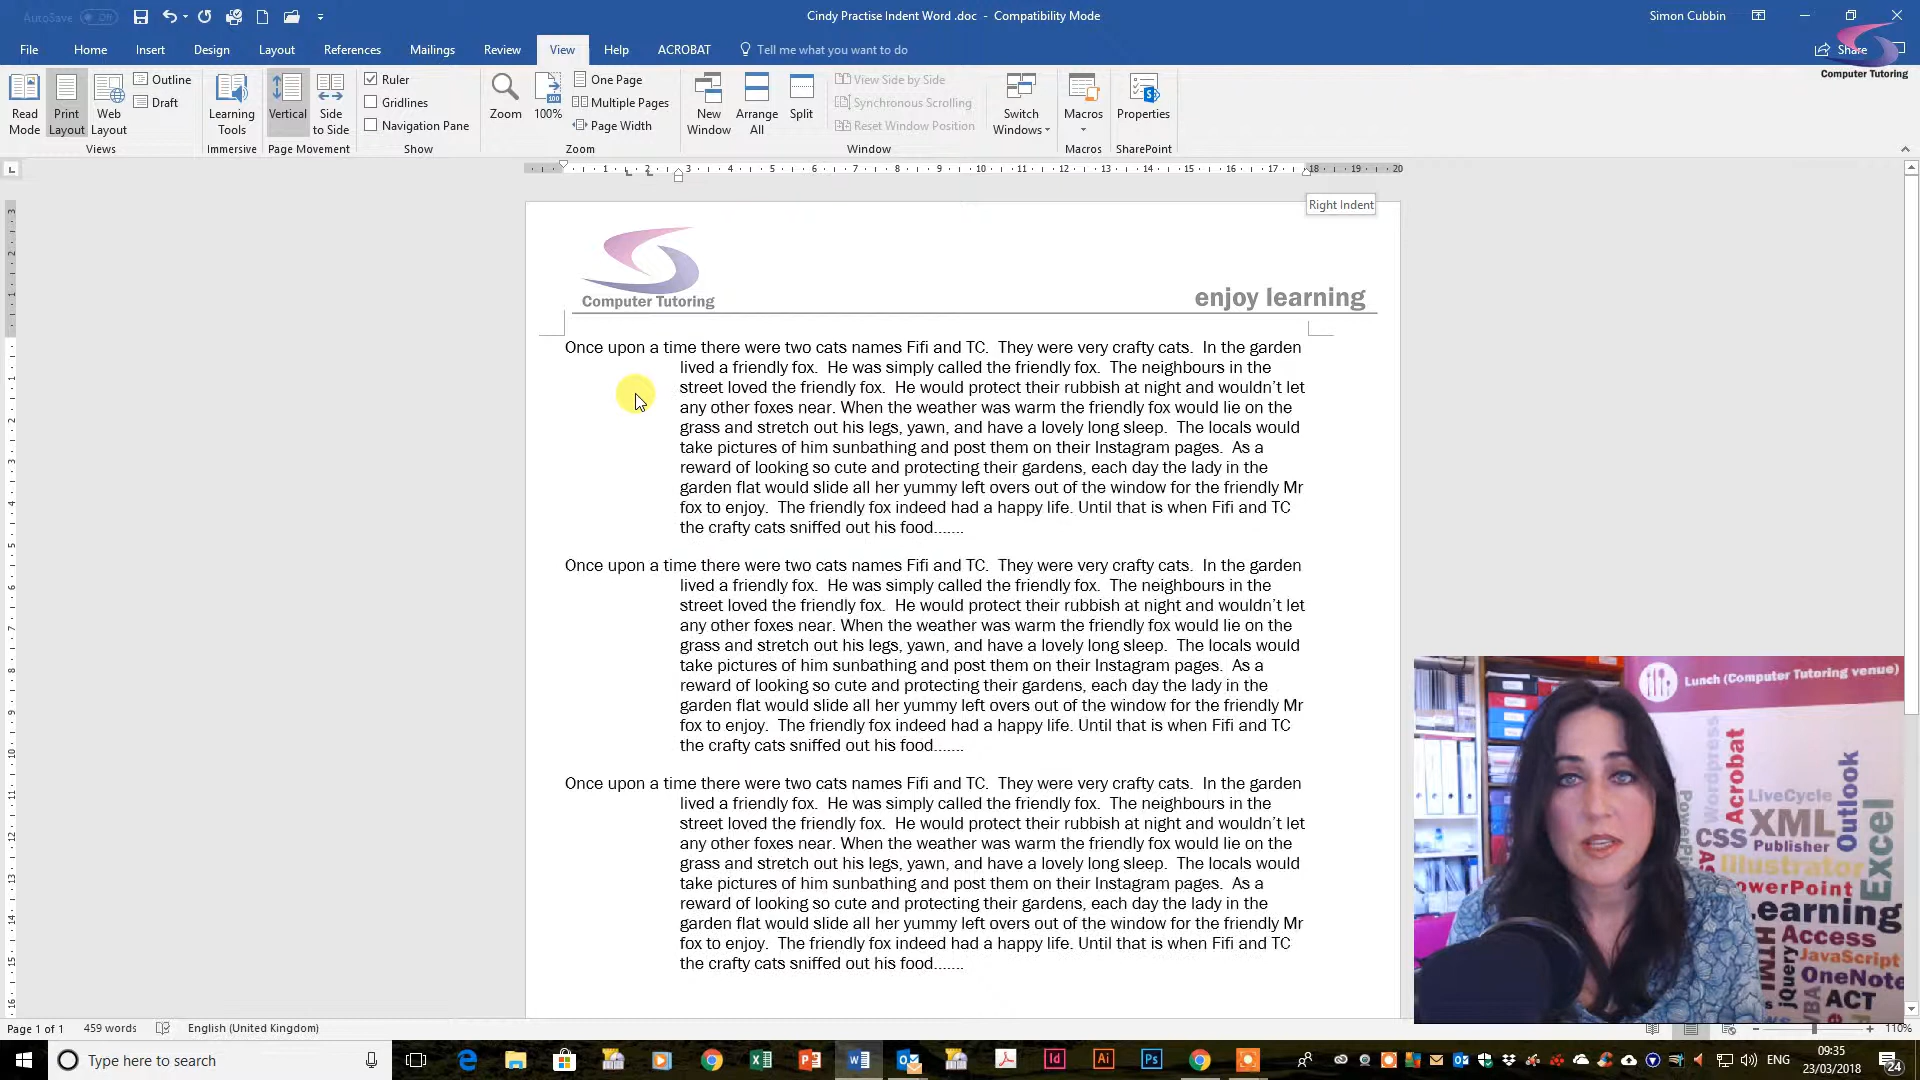 AutoSave Off
Cindy Practise Indent Word .doc - Compatibility Mode
Simon Cubbin
File Home Insert Design Layout References Mailings Review View Help ACROBAT Tell me what you want to do
Share
Computer Tutoring
Read Mode
Print Layout
Web Layout
Outline
Draft
Views
Learning Tools
Immersive
Vertical
Side to Side
Page Movement
Ruler
Gridlines
Navigation Pane
Show
Zoom
100%
One Page
Multiple Pages
Page Width
Zoom
New Window
Arrange All
Split
View Side by Side
Synchronous Scrolling
Reset Window Position
Window
Switch Windows
Macros
Macros
Properties
SharePoint
1 2 3 4 5 6 7 8 9 10 11 12 13 14 15 16 17 18 19 20
Right Indent
Computer Tutoring
enjoy learning
Once upon a time there were two cats names Fifi and TC.  They were very crafty cats.  In the garden
lived a friendly fox.  He was simply called the friendly fox.  The neighbours in the
street loved the friendly fox.  He would protect their rubbish at night and wouldn't let
any other foxes near. When the weather was warm the friendly fox would lie on the
grass and stretch out his legs, yawn, and have a lovely long sleep.  The locals would
take pictures of him sunbathing and post them on their Instagram pages.  As a
reward of looking so cute and protecting their gardens, each day the lady in the
garden flat would slide all her yummy left overs out of the window for the friendly Mr
fox to enjoy.  The friendly fox indeed had a happy life. Until that is when Fifi and TC
the crafty cats sniffed out his food.......
Once upon a time there were two cats names Fifi and TC.  They were very crafty cats.  In the garden
lived a friendly fox.  He was simply called the friendly fox.  The neighbours in the
street loved the friendly fox.  He would protect their rubbish at night and wouldn't let
any other foxes near. When the weather was warm the friendly fox would lie on the
grass and stretch out his legs, yawn, and have a lovely long sleep.  The locals would
take pictures of him sunbathing and post them on their Instagram pages.  As a
reward of looking so cute and protecting their gardens, each day the lady in the
garden flat would slide all her yummy left overs out of the window for the friendly Mr
fox to enjoy.  The friendly fox indeed had a happy life. Until that is when Fifi and TC
the crafty cats sniffed out his food.......
Once upon a time there were two cats names Fifi and TC.  They were very crafty cats.  In the garden
lived a friendly fox.  He was simply called the friendly fox.  The neighbours in the
street loved the friendly fox.  He would protect their rubbish at night and wouldn't let
any other foxes near. When the weather was warm the friendly fox would lie on the
grass and stretch out his legs, yawn, and have a lovely long sleep.  The locals would
take pictures of him sunbathing and post them on their Instagram pages.  As a
reward of looking so cute and protecting their gardens, each day the lady in the
garden flat would slide all her yummy left overs out of the window for the friendly Mr
fox to enjoy.  The friendly fox indeed had a happy life. Until that is when Fifi and TC
the crafty cats sniffed out his food.......
Lunch (Computer Tutoring venue)
Wordpress
Acrobat
Outlook
LiveCycle
XML
CSS
Publisher
Excel
Illustrator
PowerPoint
Learning
Access
HTML
JavaScript
jQuery
OneNote
VBA
ACT
Page 1 of 1
459 words
English (United Kingdom)
110%
Type here to search
ENG
09:35
23/03/2018
24